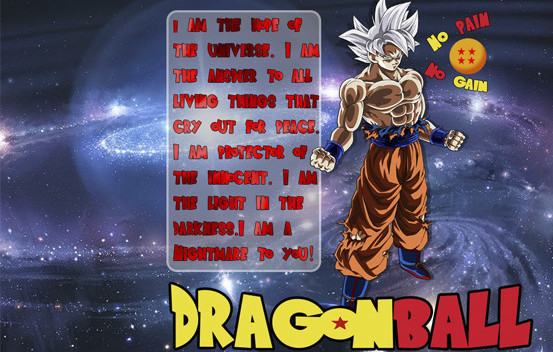 I AM THE HOPE OF
THE UNIVERSE. I AM
THE ANSWER TO ALL
LIVING THINGS THAT
CRY OUT FOR PEACE.
I AM PROTECTOR OF
THE INNOCENT. I AM
THE LIGHT IN THE
DARKNESS.I AM A
NIGHTMARE TO YOU!
NO PAIN
NO GAIN
DRAGONBALL